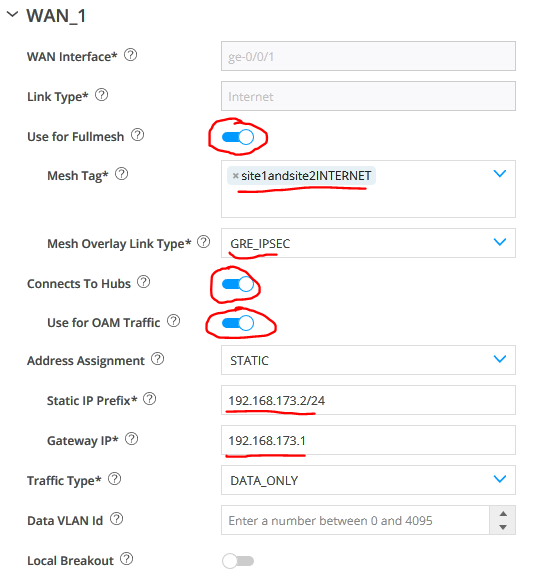 WAN_1
WAN Interface* ? ge-0/0/1
Link Type* ? Internet
Use for Fullmesh ?
Mesh Tag* ? × site1andsite2INTERNET
Mesh Overlay Link Type* ? GRE_IPSEC
Connects To Hubs ?
Use for OAM Traffic ?
Address Assignment ? STATIC
Static IP Prefix* ? 192.168.173.2/24
Gateway IP* ? 192.168.173.1
Traffic Type* ? DATA_ONLY
Data VLAN Id ? Enter a number between 0 and 4095
Local Breakout ?